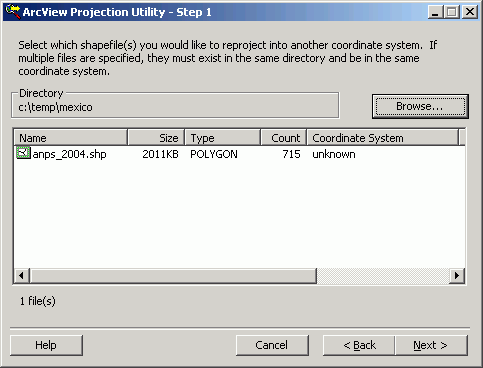 ArcView Projection Utility - Step 1
Select which shapefile(s) you would like to reproject into another coordinate system. If
multiple files are specified, they must exist in the same directory and be in the same
coordinate system.
Directory
c:\temp\mexico
Browse...
Name Size Type Count Coordinate System
anps_2004.shp 2011KB POLYGON 715 unknown
1 file(s)
Help Cancel < Back Next >